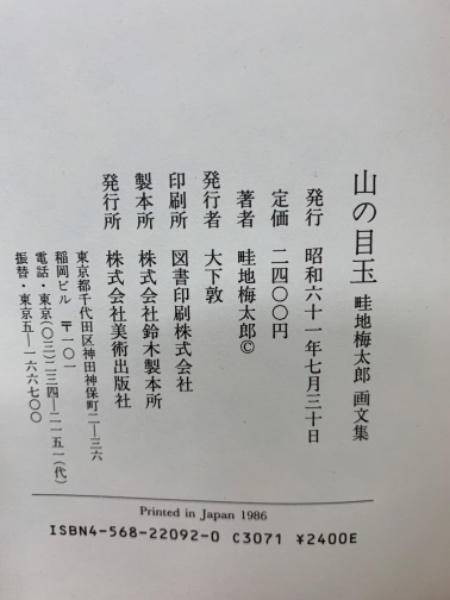 山の目玉 畦地梅太郎 画文集
発行 昭和六十一年七月三十日
定価 二四〇〇円
著者 畦地梅太郎©
発行者 大下敦
印刷所 図書印刷株式会社
製本所 株式会社鈴木製本所
発行所 株式会社美術出版社
東京都千代田区神田神保町二—三六
稲岡ビル 〒一〇一
電話・東京(〇三)二三四—二一五一(代)
振替・東京五—一六六七〇〇
Printed in Japan 1986
ISBN4-568-22092-0 C3071 ¥2400E